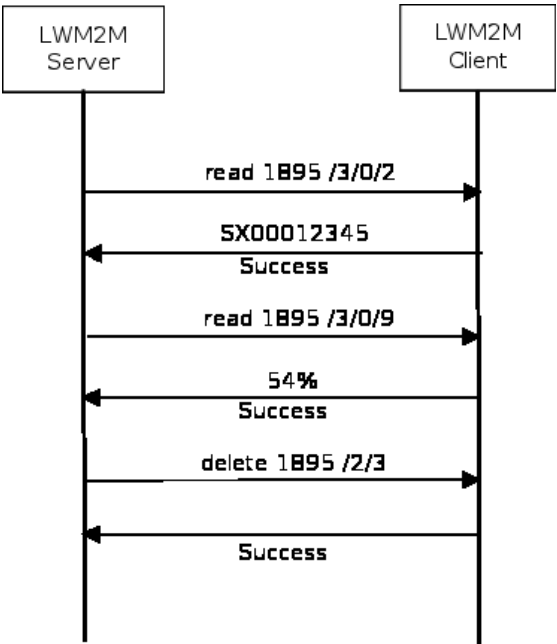 LWM2M
Server
LWM2M
Client
read 1895 /3/0/2
SX00012345
Success
read 1895 /3/0/9
54%
Success
delete 1895 /2/3
Success